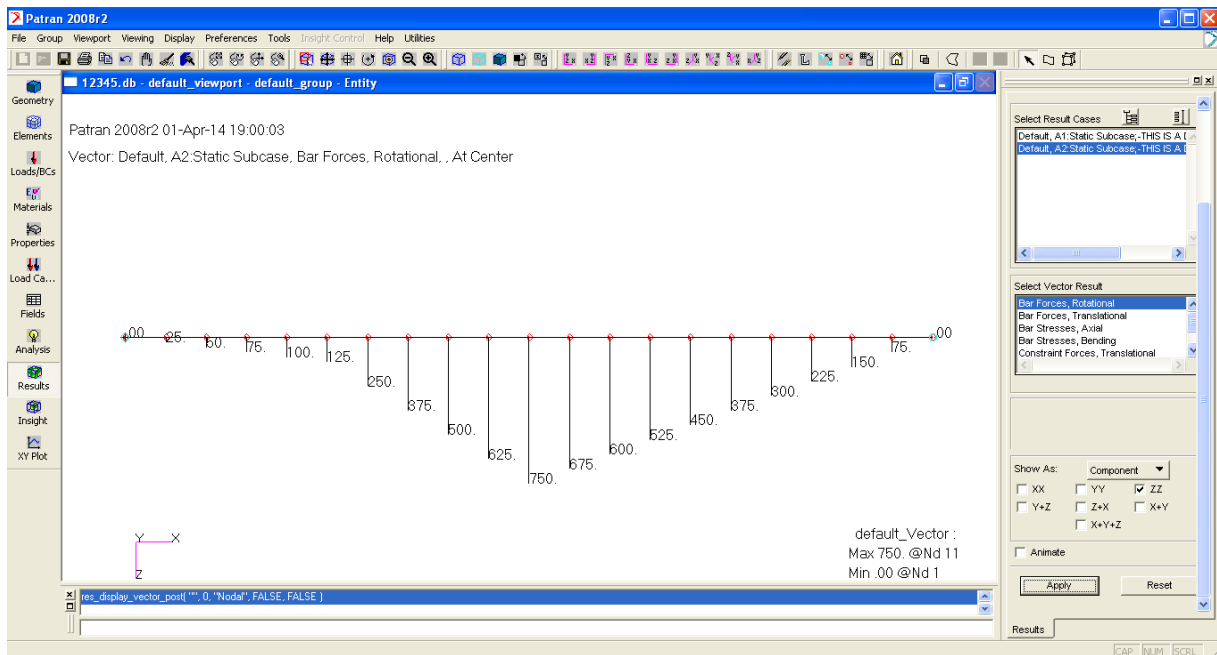 Patran 2008r2
File Group Viewport Viewing Display Preferences Tools Insight Control Help Utilities
Geometry
Elements
Loads/BCs
Materials
Properties
Load Ca...
Fields
Analysis
Results
Insight
XY Plot
12345.db - default_viewport - default_group - Entity
Patran 2008r2 01-Apr-14 19:00:03
Vector: Default, A2:Static Subcase, Bar Forces, Rotational, , At Center
.00 25. 50. 75. 100. 125. 250. 375. 500. 625. 750. 675. 600. 525. 450. 375. 300. 225. 150. 75. .00
Y X
Z
default_Vector :
Max 750. @Nd 11
Min .00 @Nd 1
res_display_vector_post( "", 0, "Nodal", FALSE, FALSE )
Select Result Cases
Default, A1:Static Subcase;-THIS IS A D
Default, A2:Static Subcase;-THIS IS A D
Select Vector Result
Bar Forces, Rotational
Bar Forces, Translational
Bar Stresses, Axial
Bar Stresses, Bending
Constraint Forces, Translational
Show As: Component
XX YY ZZ
Y+Z Z+X X+Y
X+Y+Z
Animate
Apply Reset
Results
CAP NUM SCRL